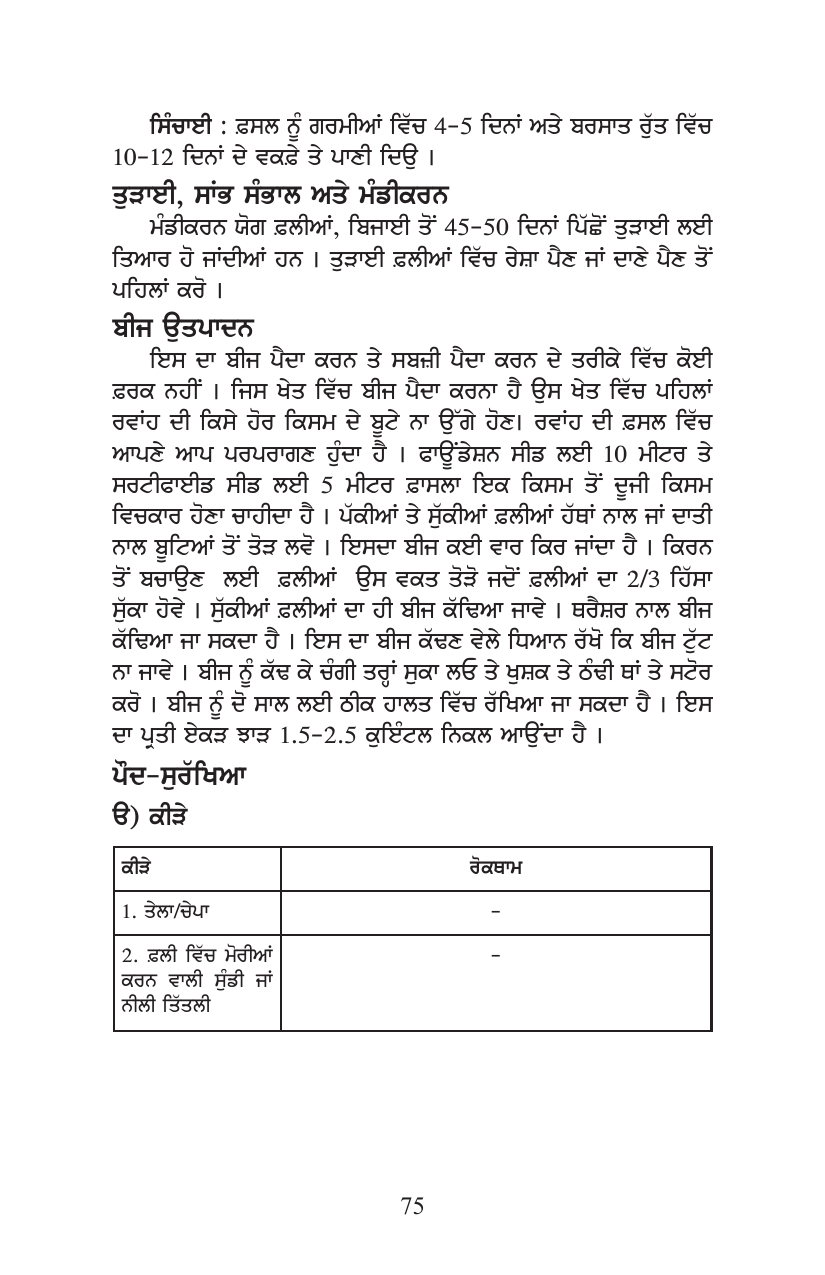 ਸਿੰਚਾਈ : ਫ਼ਸਲ ਨੂੰ ਗਰਮੀਆਂ ਵਿੱਚ 4-5 ਦਿਨਾਂ ਅਤੇ ਬਰਸਾਤ ਰੁੱਤ ਵਿੱਚ
10-12 ਦਿਨਾਂ ਦੇ ਵਕਫ਼ੇ ਤੇ ਪਾਣੀ ਦਿਉ ।
ਤੁੜਾਈ, ਸਾਂਭ ਸੰਭਾਲ ਅਤੇ ਮੰਡੀਕਰਨ
ਮੰਡੀਕਰਨ ਯੋਗ ਫ਼ਲੀਆਂ, ਬਿਜਾਈ ਤੋਂ 45-50 ਦਿਨਾਂ ਪਿੱਛੋਂ ਤੁੜਾਈ ਲਈ
ਤਿਆਰ ਹੋ ਜਾਂਦੀਆਂ ਹਨ । ਤੁੜਾਈ ਫ਼ਲੀਆਂ ਵਿੱਚ ਰੇਸ਼ਾ ਪੈਣ ਜਾਂ ਦਾਣੇ ਪੈਣ ਤੋਂ
ਪਹਿਲਾਂ ਕਰੋ ।
ਬੀਜ ਉਤਪਾਦਨ
ਇਸ ਦਾ ਬੀਜ ਪੈਦਾ ਕਰਨ ਤੇ ਸਬਜ਼ੀ ਪੈਦਾ ਕਰਨ ਦੇ ਤਰੀਕੇ ਵਿੱਚ ਕੋਈ
ਫ਼ਰਕ ਨਹੀਂ । ਜਿਸ ਖੇਤ ਵਿੱਚ ਬੀਜ ਪੈਦਾ ਕਰਨਾ ਹੈ ਉਸ ਖੇਤ ਵਿੱਚ ਪਹਿਲਾਂ
ਰਵਾਂਹ ਦੀ ਕਿਸੇ ਹੋਰ ਕਿਸਮ ਦੇ ਬੂਟੇ ਨਾ ਉੱਗੇ ਹੋਣ। ਰਵਾਂਹ ਦੀ ਫ਼ਸਲ ਵਿੱਚ
ਆਪਣੇ ਆਪ ਪਰਪਰਾਗਣ ਹੁੰਦਾ ਹੈ । ਫਾਊਂਡੇਸ਼ਨ ਸੀਡ ਲਈ 10 ਮੀਟਰ ਤੇ
ਸਰਟੀਫਾਈਡ ਸੀਡ ਲਈ 5 ਮੀਟਰ ਫ਼ਾਸਲਾ ਇਕ ਕਿਸਮ ਤੋਂ ਦੂਜੀ ਕਿਸਮ
ਵਿਚਕਾਰ ਹੋਣਾ ਚਾਹੀਦਾ ਹੈ । ਪੱਕੀਆਂ ਤੇ ਸੁੱਕੀਆਂ ਫ਼ਲੀਆਂ ਹੱਥਾਂ ਨਾਲ ਜਾਂ ਦਾਤੀ
ਨਾਲ ਬੂਟਿਆਂ ਤੋਂ ਤੋੜ ਲਵੋ । ਇਸਦਾ ਬੀਜ ਕਈ ਵਾਰ ਕਿਰ ਜਾਂਦਾ ਹੈ । ਕਿਰਨ
ਤੋਂ ਬਚਾਉਣ ਲਈ ਫ਼ਲੀਆਂ ਉਸ ਵਕਤ ਤੋੜੋ ਜਦੋਂ ਫ਼ਲੀਆਂ ਦਾ 2/3 ਹਿੱਸਾ
ਸੁੱਕਾ ਹੋਵੇ । ਸੁੱਕੀਆਂ ਫ਼ਲੀਆਂ ਦਾ ਹੀ ਬੀਜ ਕੱਢਿਆ ਜਾਵੇ । ਥਰੈਸ਼ਰ ਨਾਲ ਬੀਜ
ਕੱਢਿਆ ਜਾ ਸਕਦਾ ਹੈ । ਇਸ ਦਾ ਬੀਜ ਕੱਢਣ ਵੇਲੇ ਧਿਆਨ ਰੱਖੋ ਕਿ ਬੀਜ ਟੁੱਟ
ਨਾ ਜਾਵੇ । ਬੀਜ ਨੂੰ ਕੱਢ ਕੇ ਚੰਗੀ ਤਰ੍ਹਾਂ ਸੁਕਾ ਲਓ ਤੇ ਖੁਸ਼ਕ ਤੇ ਠੰਢੀ ਥਾਂ ਤੇ ਸਟੋਰ
ਕਰੋ । ਬੀਜ ਨੂੰ ਦੋ ਸਾਲ ਲਈ ਠੀਕ ਹਾਲਤ ਵਿੱਚ ਰੱਖਿਆ ਜਾ ਸਕਦਾ ਹੈ । ਇਸ
ਦਾ ਪ੍ਰਤੀ ਏਕੜ ਝਾੜ 1.5-2.5 ਕੁਇੰਟਲ ਨਿਕਲ ਆਉਂਦਾ ਹੈ ।
ਪੌਦ-ਸੁਰੱਖਿਆ
ੳ) ਕੀੜੇ
ਕੀੜੇ ਰੋਕਥਾਮ
1. ਤੇਲਾ/ਚੇਪਾ -
2. ਫ਼ਲੀ ਵਿੱਚ ਮੋਰੀਆਂ -
ਕਰਨ ਵਾਲੀ ਸੁੰਡੀ ਜਾਂ
ਨੀਲੀ ਤਿੱਤਲੀ
75